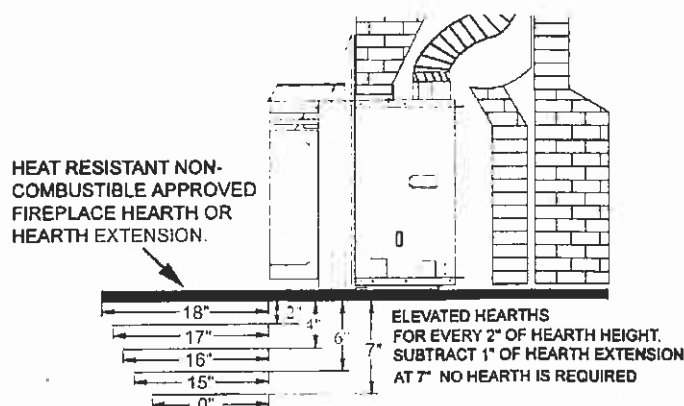 HEAT RESISTANT NON-
COMBUSTIBLE APPROVED
FIREPLACE HEARTH OR
HEARTH EXTENSION.
18"
2"
4"
17"
6"
16"
7"
15"
0"
ELEVATED HEARTHS
FOR EVERY 2" OF HEARTH HEIGHT.
SUBTRACT 1" OF HEARTH EXTENSION
AT 7" NO HEARTH IS REQUIRED